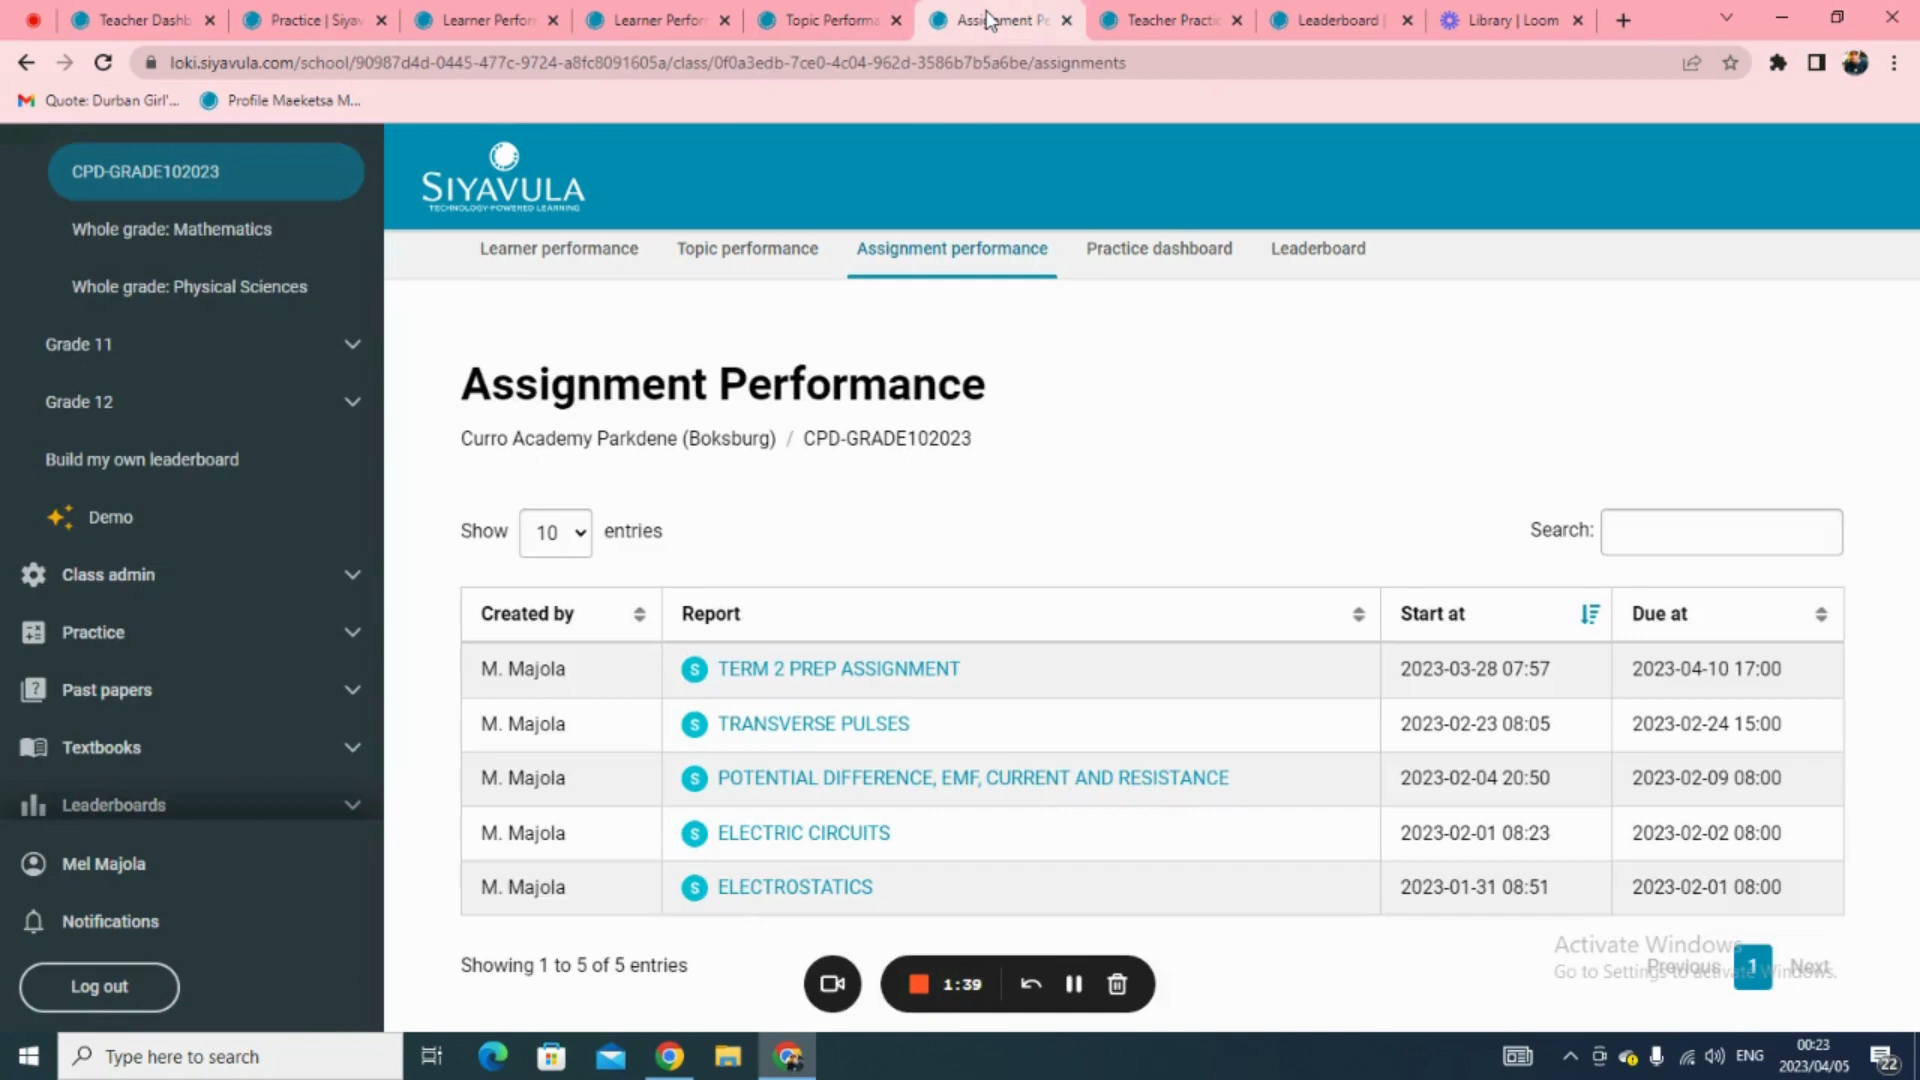 Teacher Dashb
Practice | Siyav
Learner Perfor
Learner Perfor
Topic Performa
Assignment Pe
Teacher Practic
Leaderboard |
Library | Loom
loki.siyavula.com/school/90987d4d-0445-477c-9724-a8fc8091605a/class/0f0a3edb-7ce0-4c04-962d-3586b7b5a6be/assignments
Quote: Durban Girl'...
Profile Maeketsa M...
CPD-GRADE102023
Whole grade: Mathematics
Whole grade: Physical Sciences
Grade 11
Grade 12
Build my own leaderboard
Demo
Class admin
Practice
Past papers
Textbooks
Leaderboards
Mel Majola
Notifications
Log out
SIYAVULA
TECHNOLOGY-POWERED LEARNING
Learner performance
Topic performance
Assignment performance
Practice dashboard
Leaderboard
Assignment Performance
Curro Academy Parkdene (Boksburg) / CPD-GRADE102023
Show 10 entries
Search:
Created by Report Start at Due at
M. Majola S TERM 2 PREP ASSIGNMENT 2023-03-28 07:57 2023-04-10 17:00
M. Majola S TRANSVERSE PULSES 2023-02-23 08:05 2023-02-24 15:00
M. Majola S POTENTIAL DIFFERENCE, EMF, CURRENT AND RESISTANCE 2023-02-04 20:50 2023-02-09 08:00
M. Majola S ELECTRIC CIRCUITS 2023-02-01 08:23 2023-02-02 08:00
M. Majola S ELECTROSTATICS 2023-01-31 08:51 2023-02-01 08:00
Showing 1 to 5 of 5 entries
Previous 1 Next
Activate Windows
Go to Settings to activate Windows.
1:39
Type here to search
ENG
00:23
2023/04/05
22